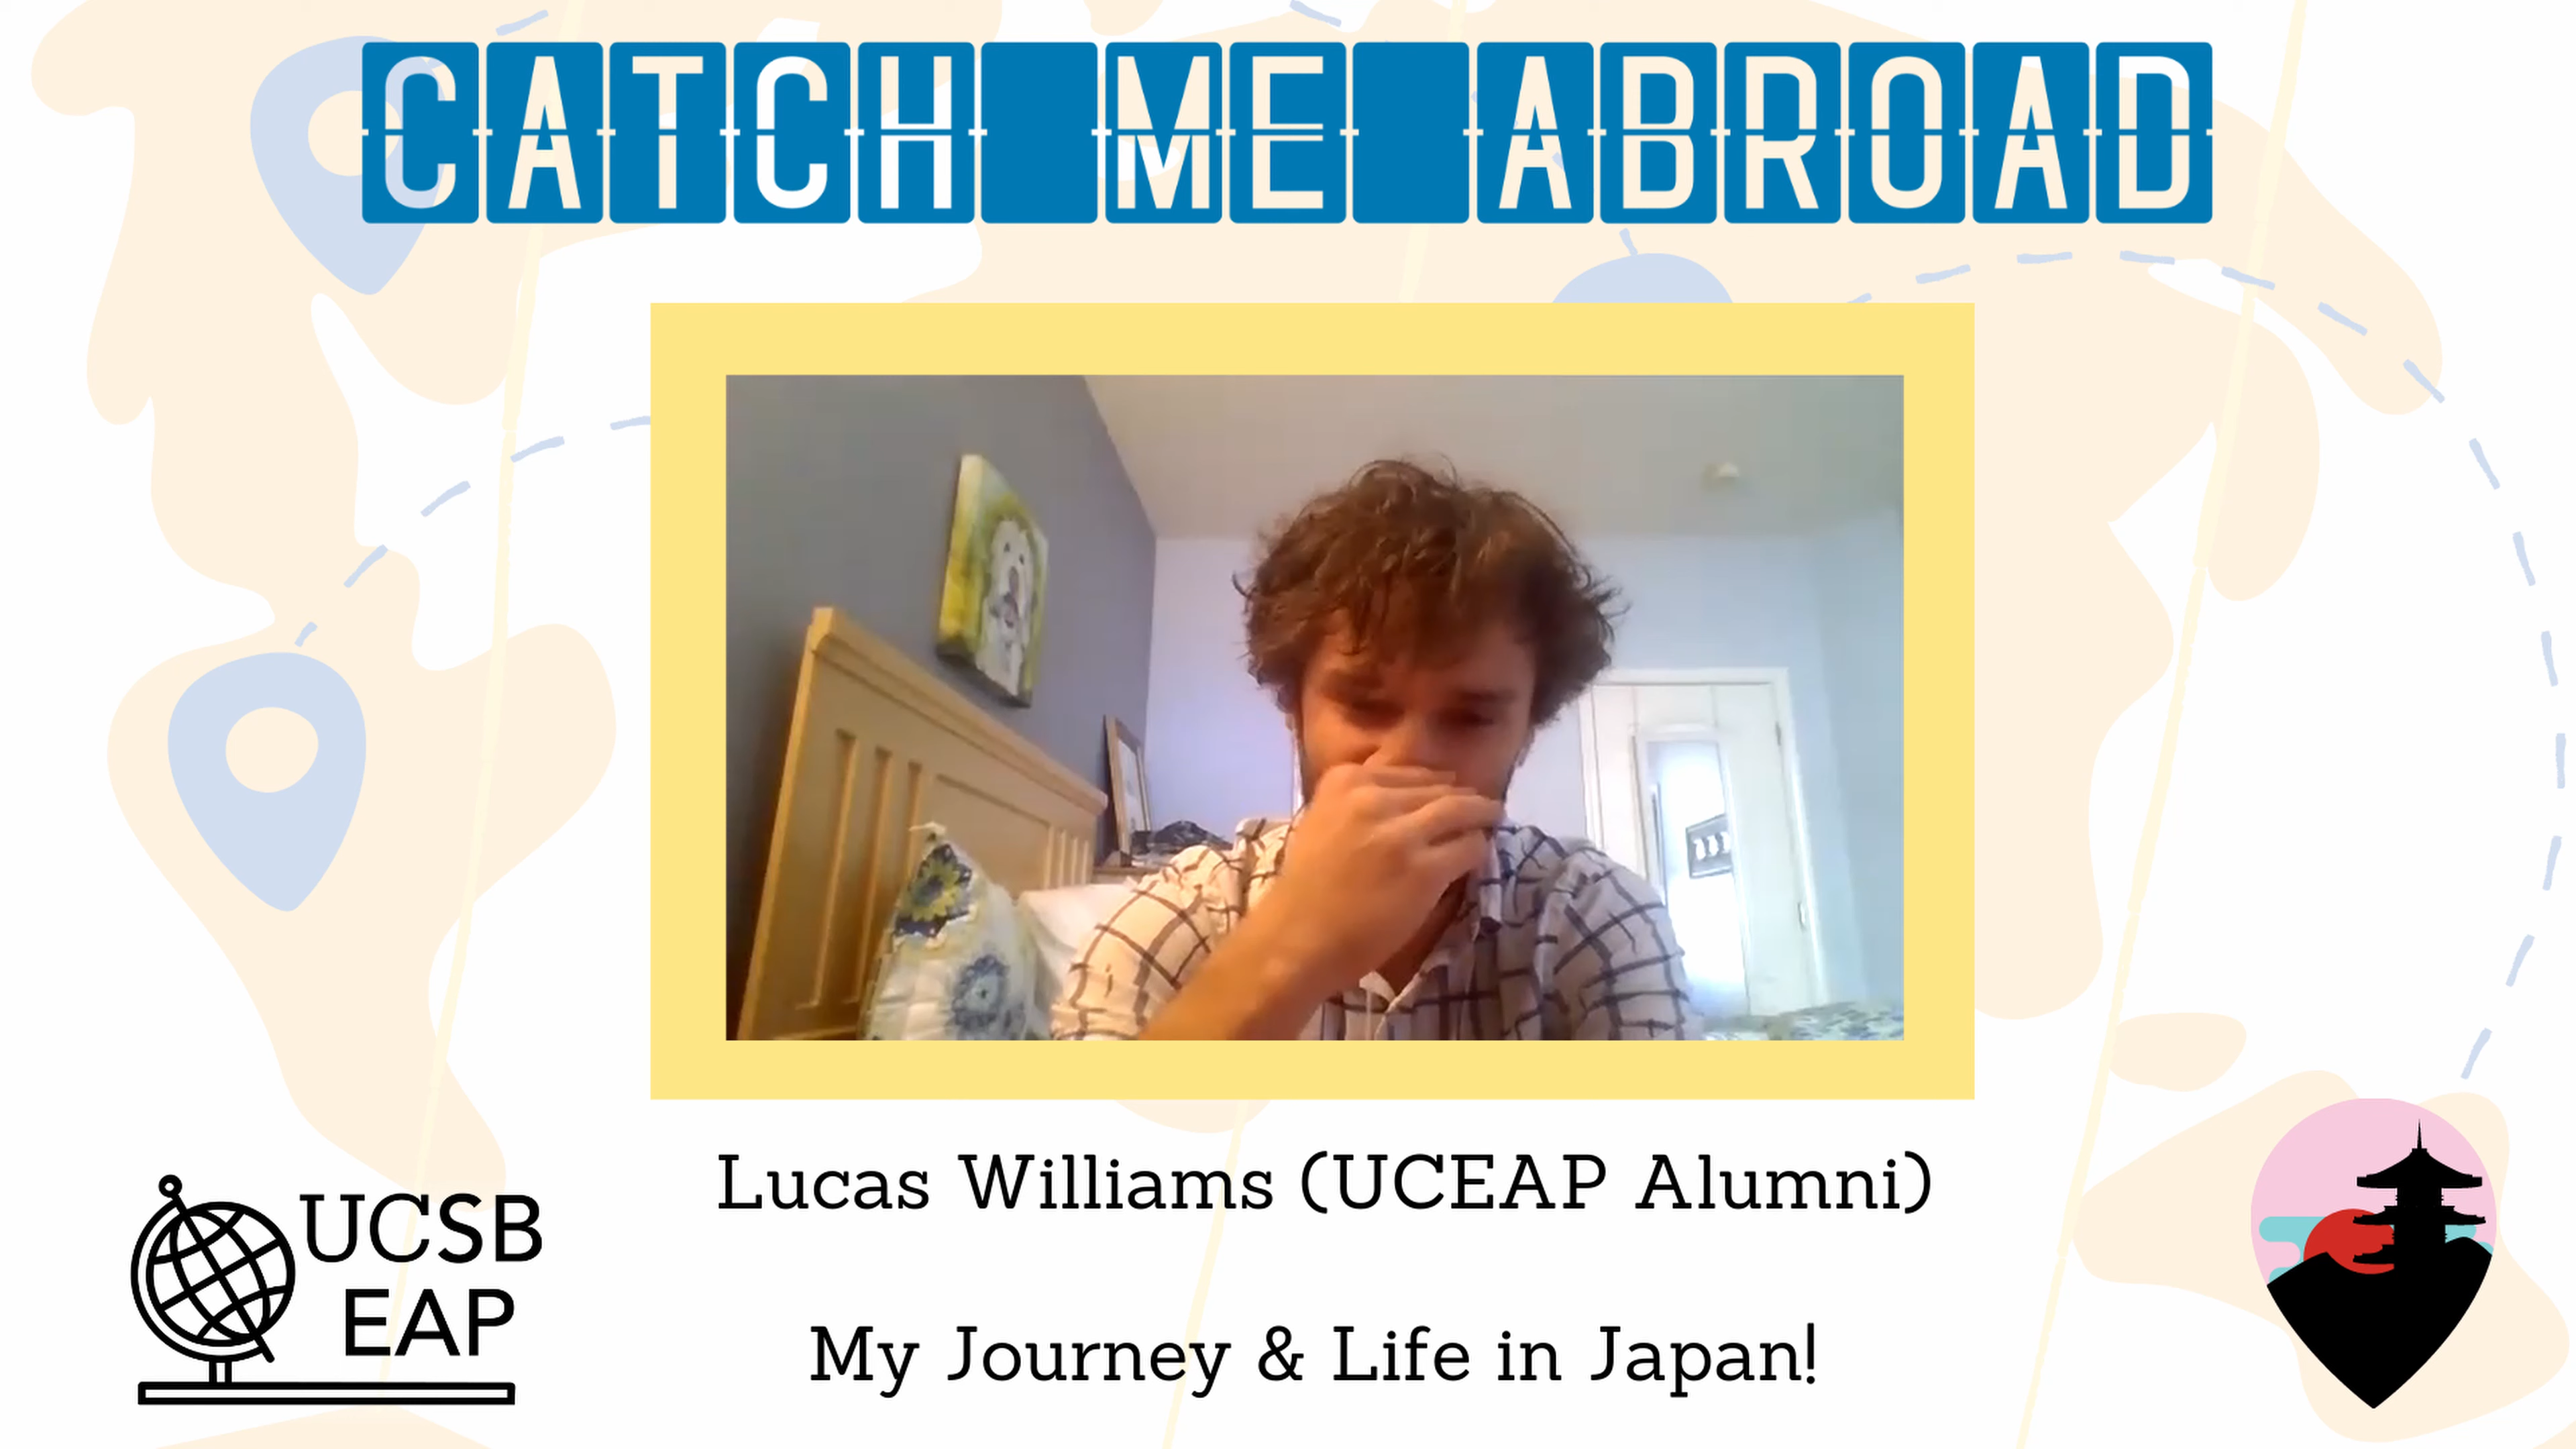 CATCH ME ABROAD
Lucas Williams (UCEAP Alumni)
My Journey & Life in Japan!
UCSB
EAP